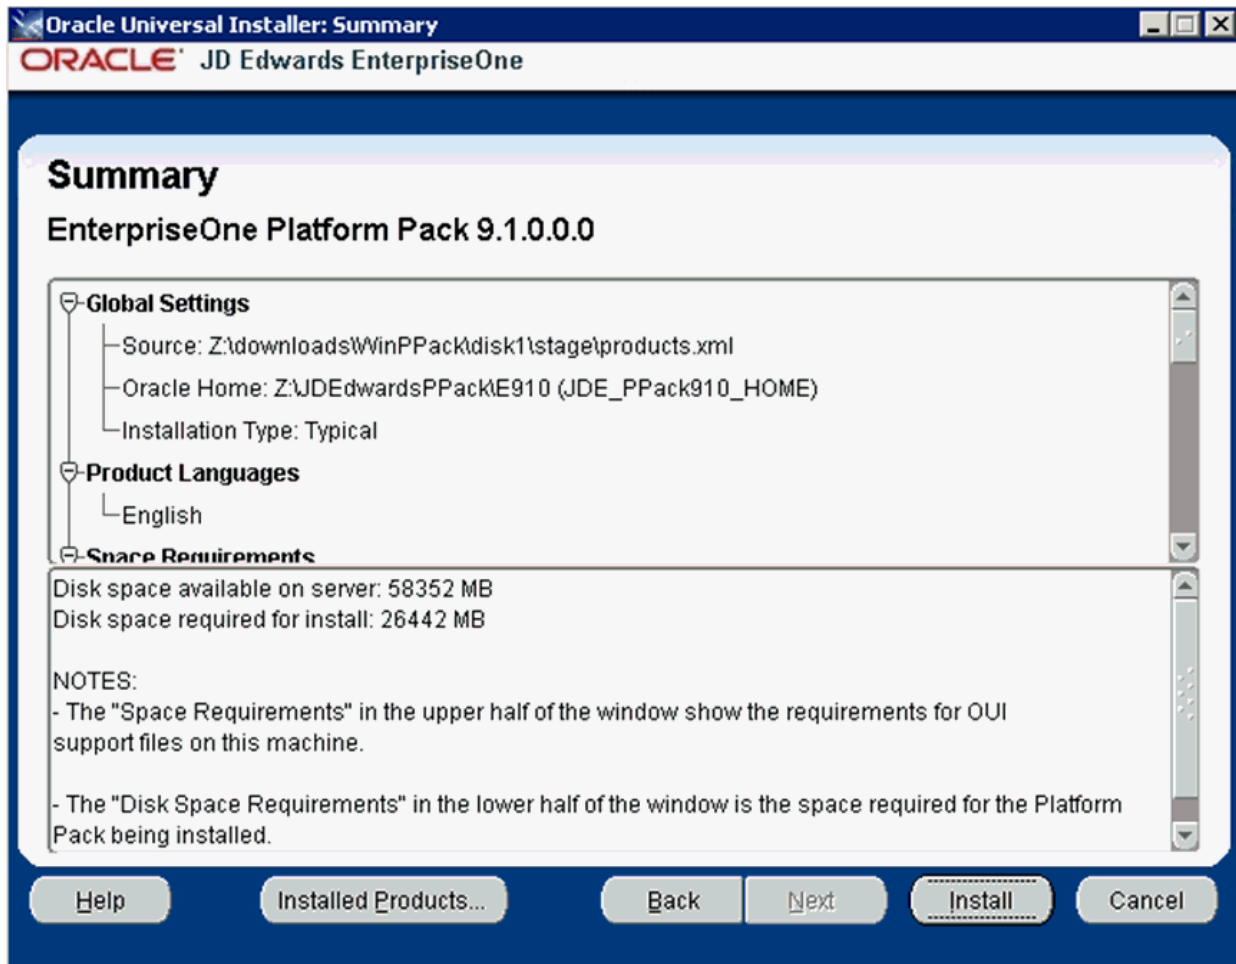 Oracle Universal Installer: Summary
ORACLE JD Edwards EnterpriseOne
Summary
EnterpriseOne Platform Pack 9.1.0.0.0
Global Settings
Source: Z:\downloads\WinPPack\disk1\stage\products.xml
Oracle Home: Z:\JDEdwardsPPack\E910 (JDE_PPack910_HOME)
Installation Type: Typical
Product Languages
English
Space Requirements
Disk space available on server: 58352 MB
Disk space required for install: 26442 MB
NOTES:
- The "Space Requirements" in the upper half of the window show the requirements for OUI
support files on this machine.
- The "Disk Space Requirements" in the lower half of the window is the space required for the Platform
Pack being installed.
Help Installed Products... Back Next Install Cancel